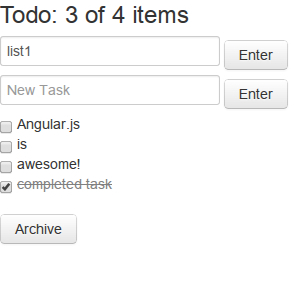 Todo: 3 of 4 items
list1 Enter
New Task Enter
Angular.js
is
awesome!
completed task
Archive